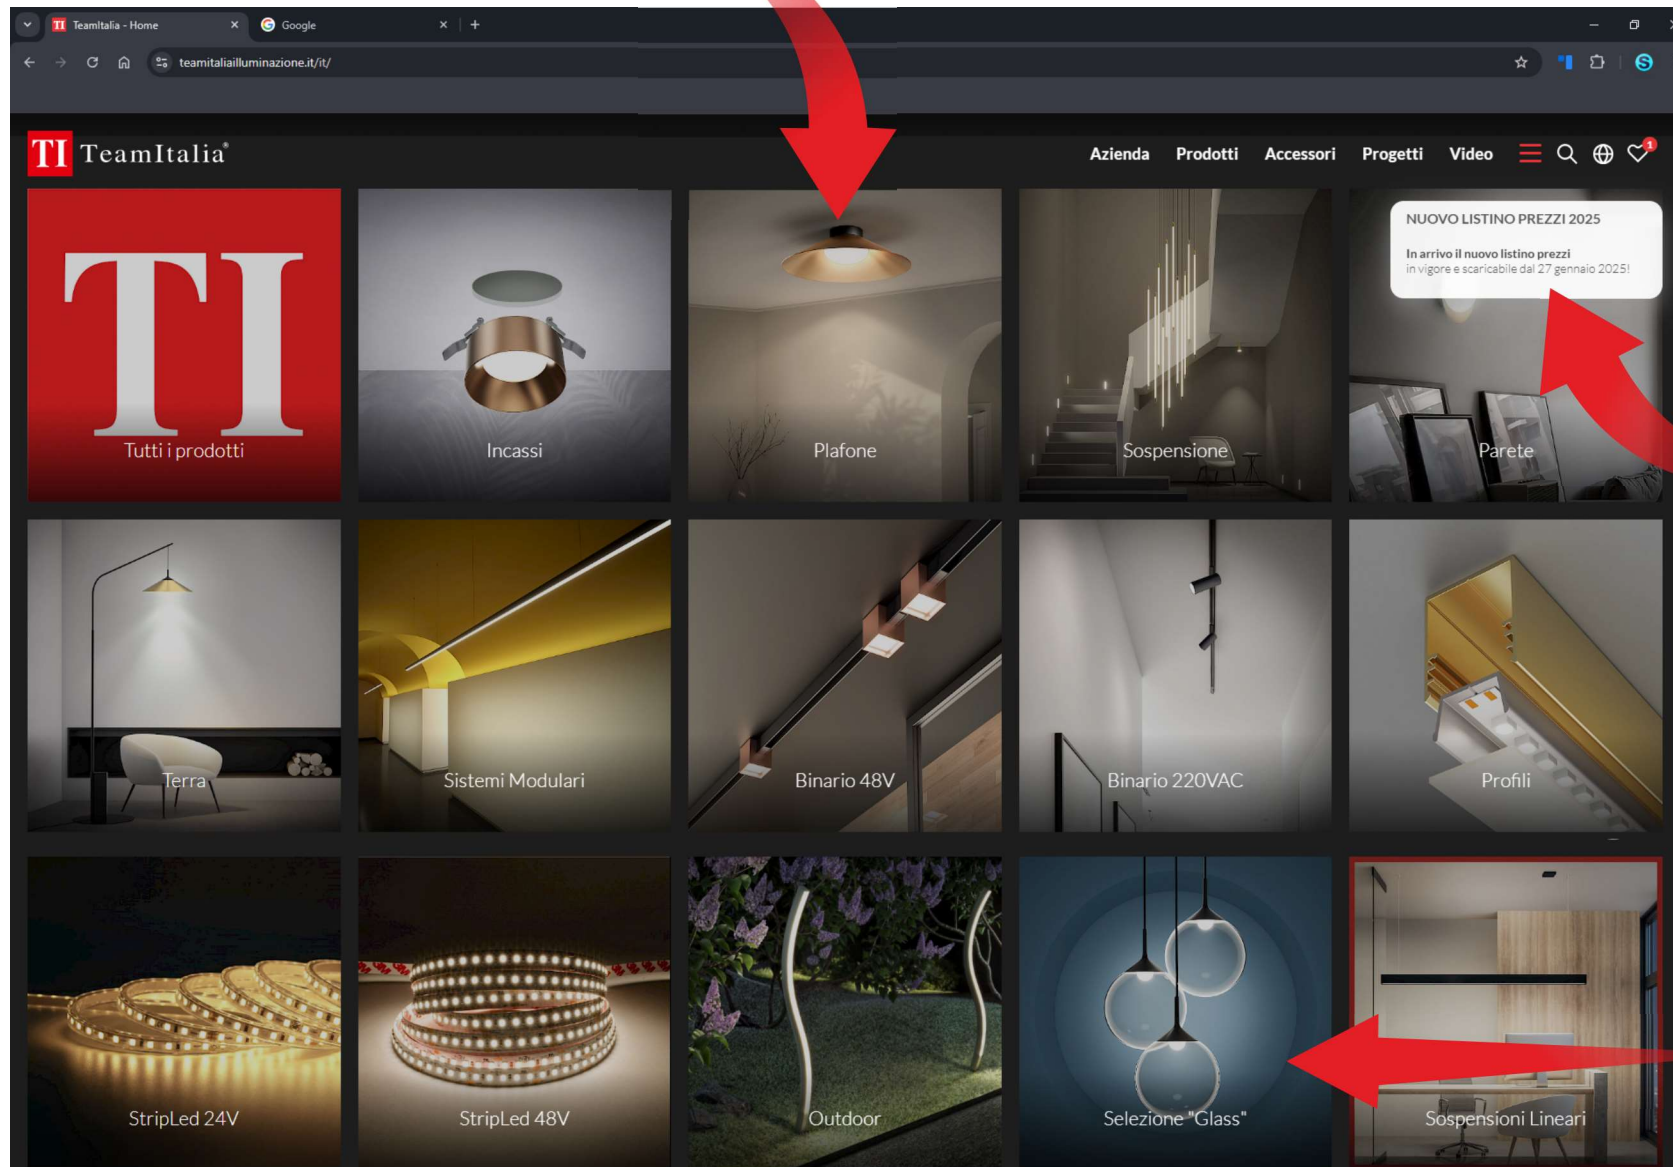 TI TeamItalia - Home
Google
teamitaliailluminazione.it/it/
TI TeamItalia®
Azienda Prodotti Accessori Progetti Video
1
NUOVO LISTINO PREZZI 2025
In arrivo il nuovo listino prezzi
in vigore e scaricabile dal 27 gennaio 2025!
TI
Tutti i prodotti
Incassi
Plafone
Sospensione
Parete
Terra
Sistemi Modulari
Binario 48V
Binario 220VAC
Profili
StripLed 24V
StripLed 48V
Outdoor
Selezione "Glass"
Sospensioni Lineari